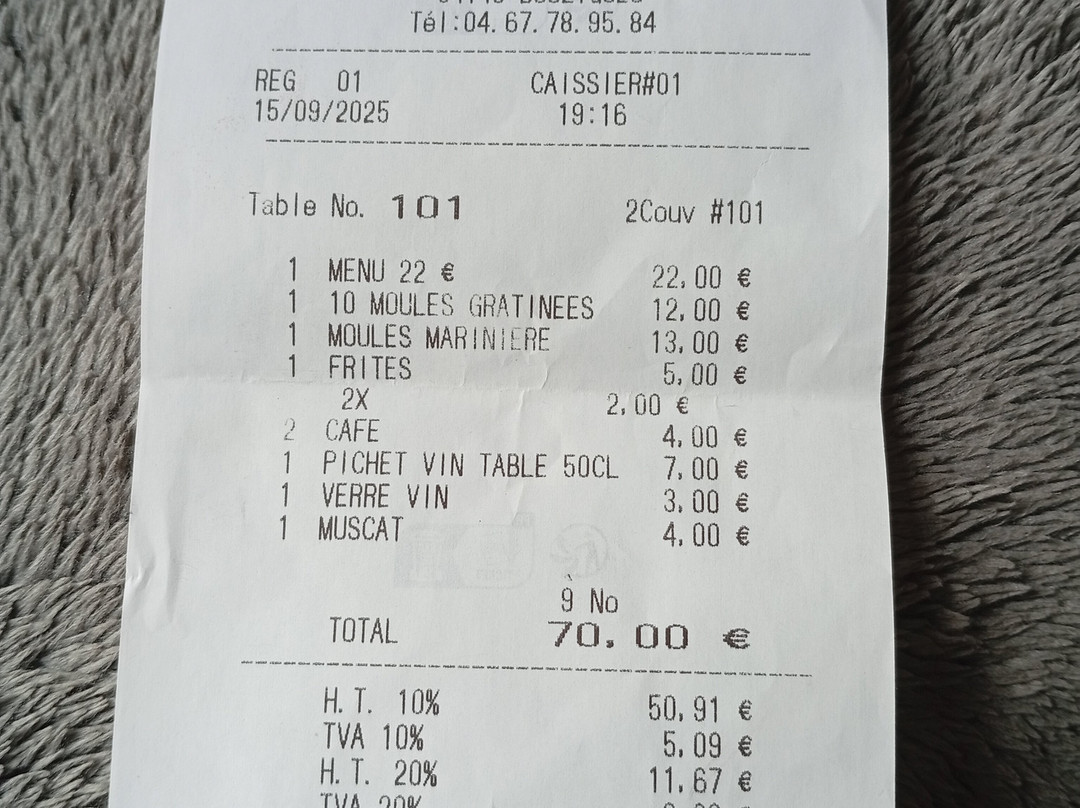 Tél:04. 67. 78. 95. 84
REG 01 CAISSIER#01
15/09/2025 19:16
Table No. 101 2Couv #101
1 MENU 22 € 22,00 €
1 10 MOULES GRATINEES 12,00 €
1 MOULES MARINIERE 13,00 €
1 FRITES 5,00 €
2X 2,00 €
2 CAFE 4,00 €
1 PICHET VIN TABLE 50CL 7,00 €
1 VERRE VIN 3,00 €
1 MUSCAT 4,00 €
9 No
TOTAL 70.00 €
H.T. 10% 50,91 €
TVA 10% 5,09 €
H.T. 20% 11,67 €
TVA 20%